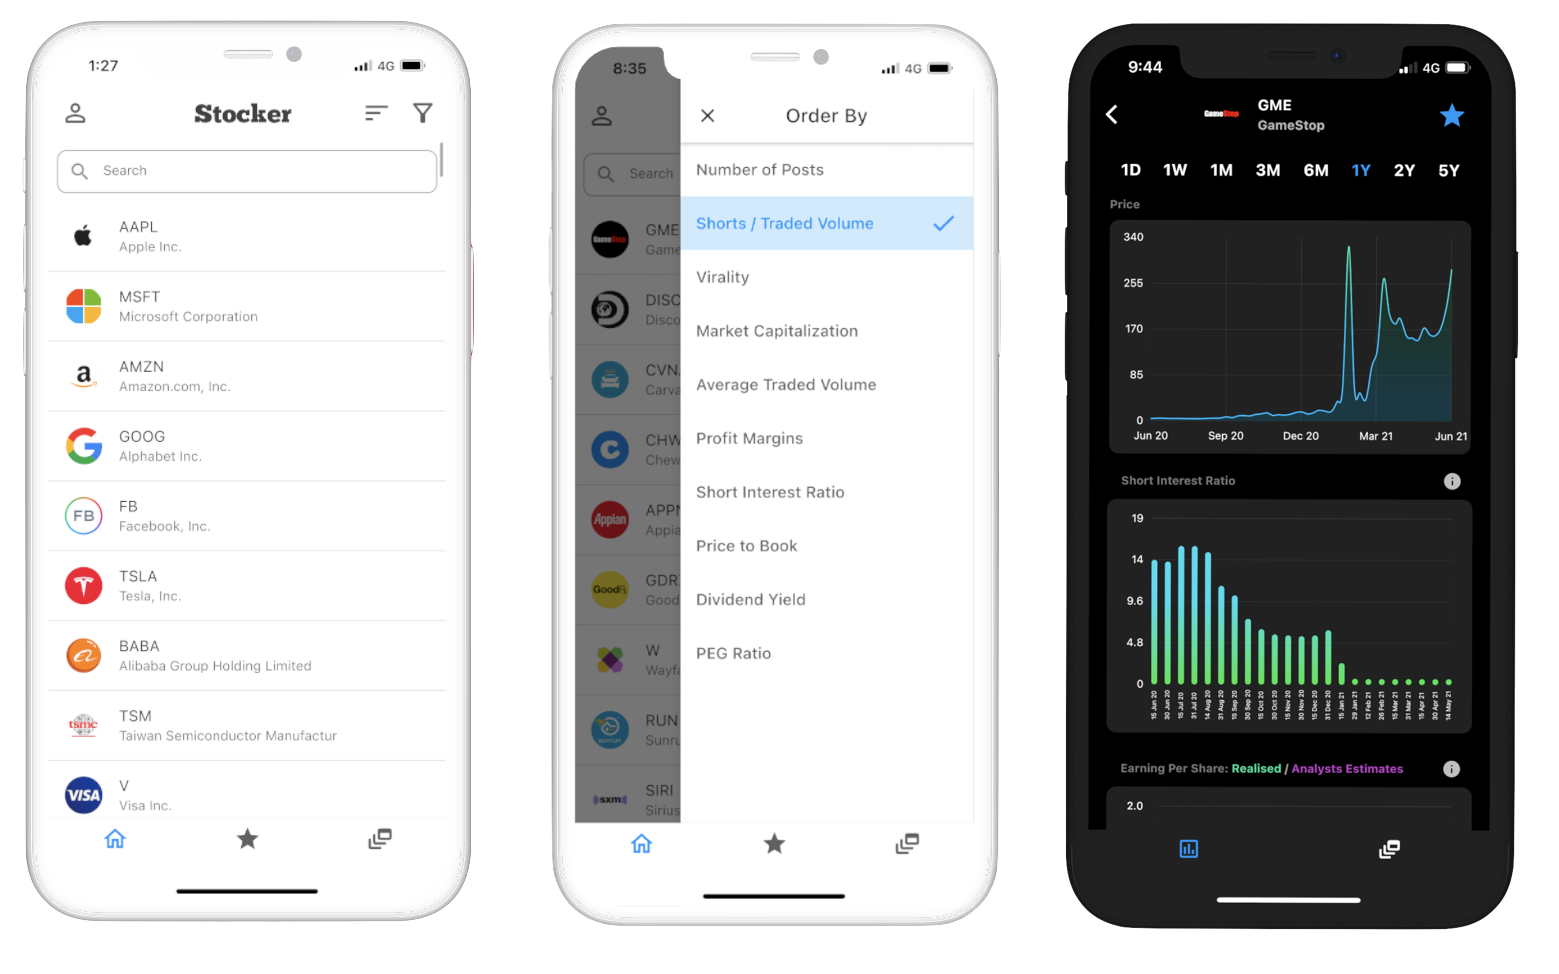 1:27
4G
Stocker
Search
AAPL
Apple Inc.
MSFT
Microsoft Corporation
a
AMZN
Amazon.com, Inc.
GOOG
Alphabet Inc.
FB
FB
Facebook, Inc.
TSLA
Tesla, Inc.
BABA
Alibaba Group Holding Limited
tsmc
TSM
Taiwan Semiconductor Manufactur
VISA
V
Visa Inc.
8:35
4G
Search
GameStop
GME
Game
DISC
Disco
CVN
Carva
CHW
Chew
Appian
APPN
Appia
GoodRx
GDR
Good
W
Wayfa
RUN
Sunru
sxm
SIRI
Sirius
Order By
Number of Posts
Shorts / Traded Volume
Virality
Market Capitalization
Average Traded Volume
Profit Margins
Short Interest Ratio
Price to Book
Dividend Yield
PEG Ratio
9:44
4G
GameStop
GME
GameStop
1D 1W 1M 3M 6M 1Y 2Y 5Y
Price
340
255
170
85
0
Jun 20 Sep 20 Dec 20 Mar 21 Jun 21
Short Interest Ratio
19
14
9.6
4.8
0
15 Jun 20
30 Jun 20
15 Jul 20
31 Jul 20
14 Aug 20
31 Aug 20
15 Sep 20
30 Sep 20
15 Oct 20
30 Oct 20
15 Nov 20
30 Nov 20
15 Dec 20
31 Dec 20
15 Jan 21
29 Jan 21
12 Feb 21
26 Feb 21
15 Mar 21
31 Mar 21
15 Apr 21
30 Apr 21
14 May 21
Earning Per Share: Realised / Analysts Estimates
2.0